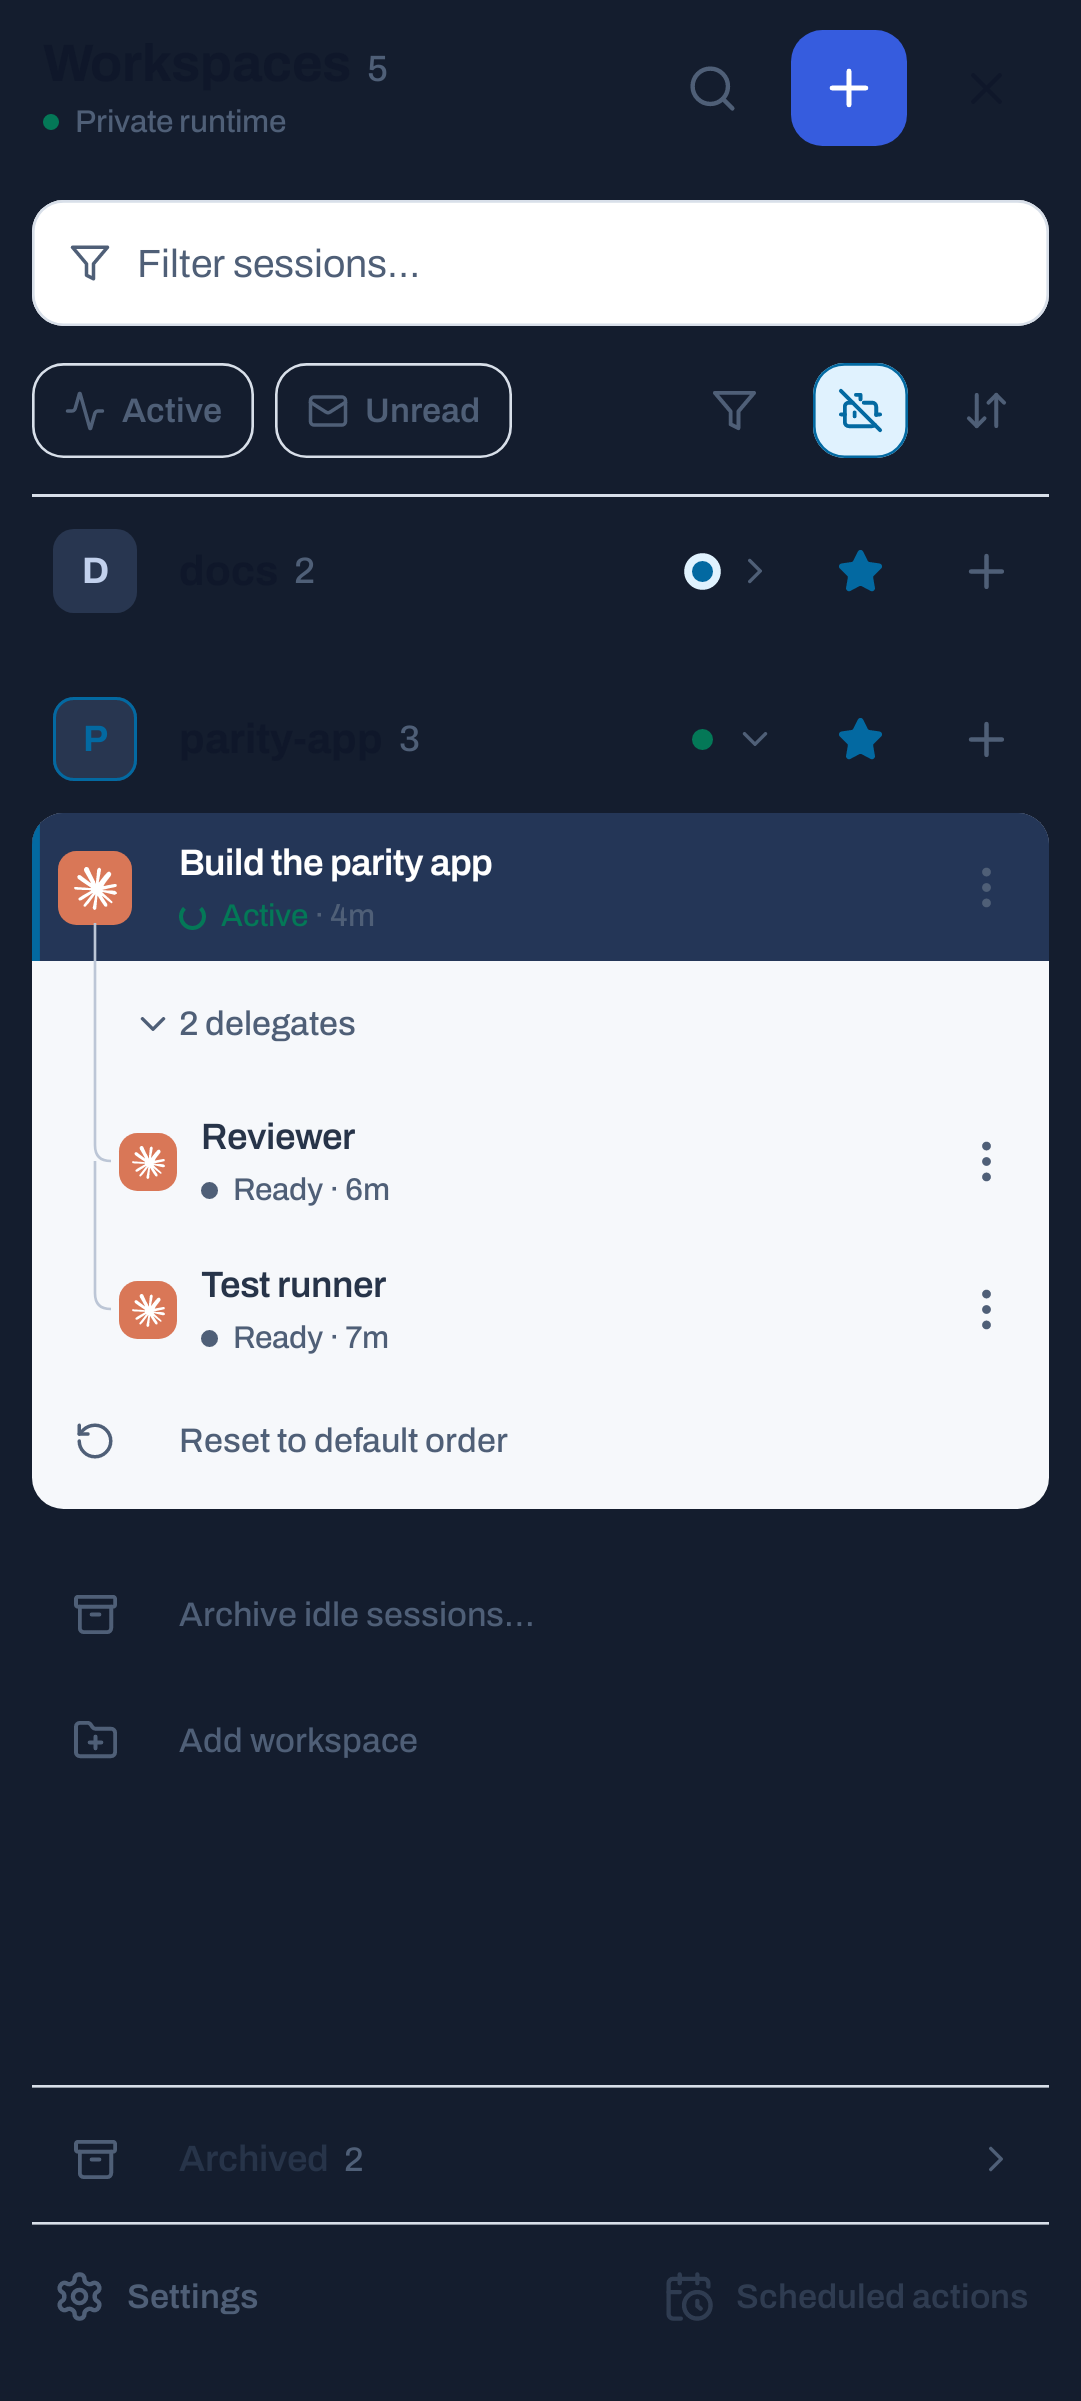 Workspaces 5
Private runtime
Filter sessions...
Active
Unread
D docs 2
P parity-app 3
Build the parity app
Active · 4m
2 delegates
Reviewer
Ready · 6m
Test runner
Ready · 7m
Reset to default order
Archive idle sessions...
Add workspace
Archived 2
Settings
Scheduled actions